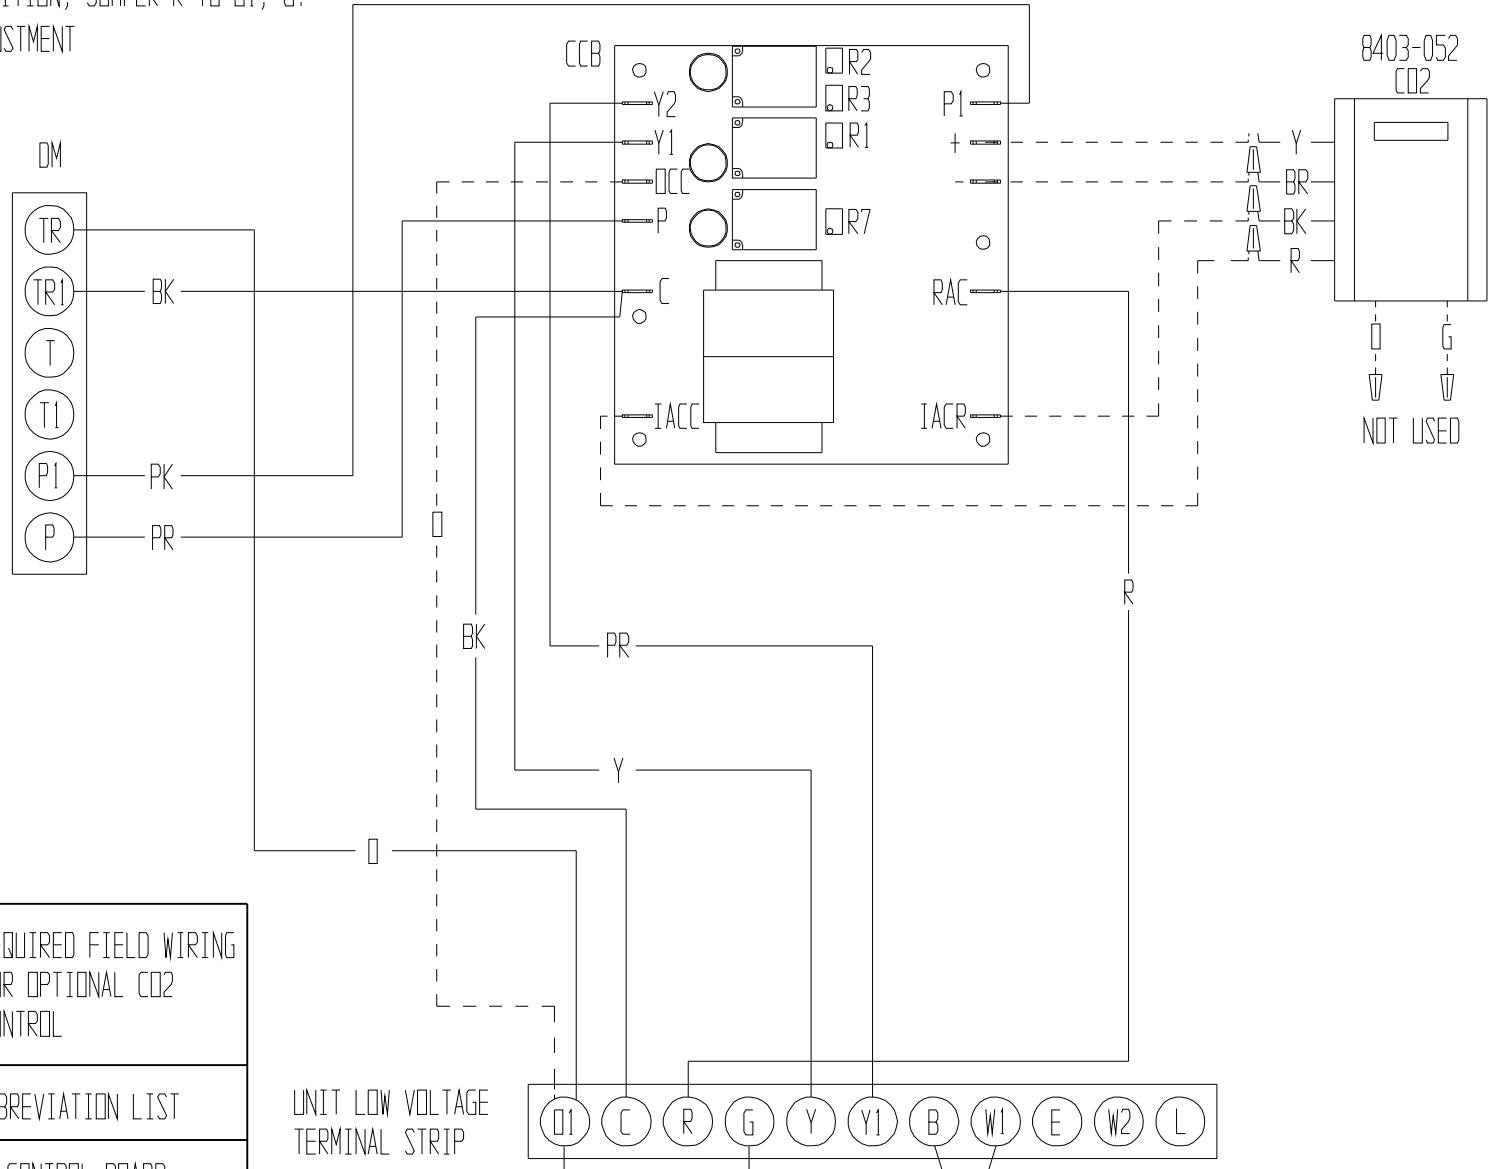 STMENT
CCB
8403-052
CO2
R2
R3
Y2
P1
Y1
R1
+
Y
DM
OCC
-
BR
P
R7
BK
TR
R
TR1
BK
C
RAC
T
O
G
T1
IACC
IACR
NOT USED
P1
PK
P
PR
O
R
BK
PR
Y
O
EQUIRED FIELD WIRING
R OPTIONAL CO2
NTROL
BREVIATION LIST
UNIT LOW VOLTAGE
TERMINAL STRIP
O1
C
R
G
Y
Y1
B
W1
E
W2
L